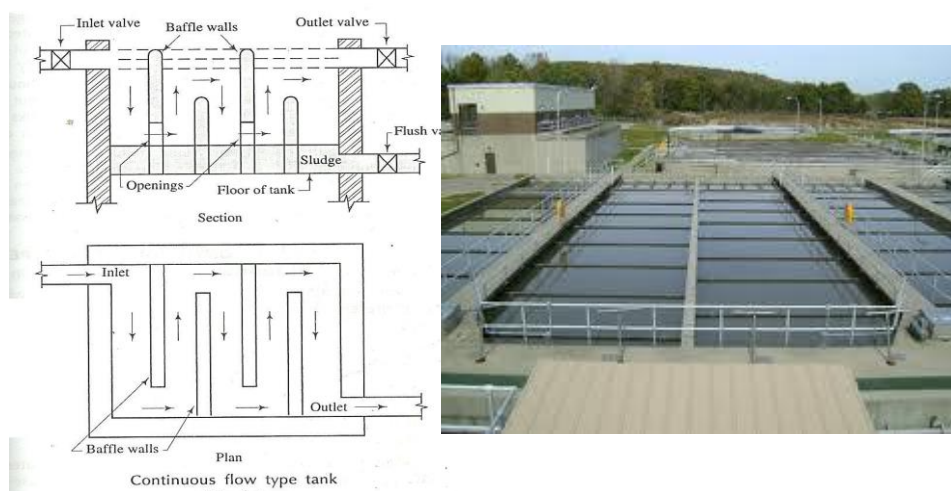 Inlet valve
Baffle walls
Outlet valve
Flush
Sludge
Openings
Floor of tank
Section
Inlet
Outlet
Baffle walls
Plan
Continuous flow type tank